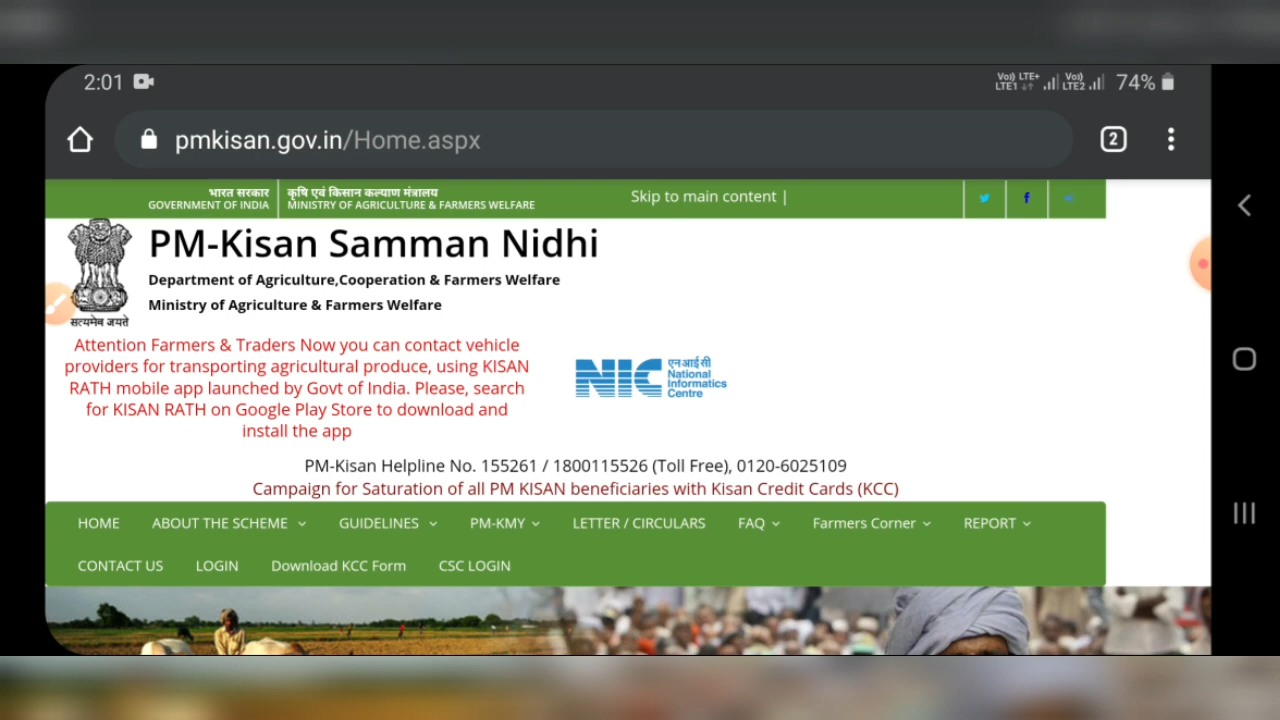 2:01
Vo) LTE+ LTE1 Vo) LTE2 74%
pmkisan.gov.in/Home.aspx
2
भारत सरकार
GOVERNMENT OF INDIA
कृषि एवं किसान कल्याण मंत्रालय
MINISTRY OF AGRICULTURE & FARMERS WELFARE
Skip to main content |
PM-Kisan Samman Nidhi
Department of Agriculture,Cooperation & Farmers Welfare
Ministry of Agriculture & Farmers Welfare
सत्यमेव जयते
Attention Farmers & Traders Now you can contact vehicle
providers for transporting agricultural produce, using KISAN
RATH mobile app launched by Govt of India. Please, search
for KISAN RATH on Google Play Store to download and
install the app
NIC
एनआईसी
National
Informatics
Centre
PM-Kisan Helpline No. 155261 / 1800115526 (Toll Free), 0120-6025109
Campaign for Saturation of all PM KISAN beneficiaries with Kisan Credit Cards (KCC)
HOME ABOUT THE SCHEME GUIDELINES PM-KMY LETTER / CIRCULARS FAQ Farmers Corner REPORT
CONTACT US LOGIN Download KCC Form CSC LOGIN